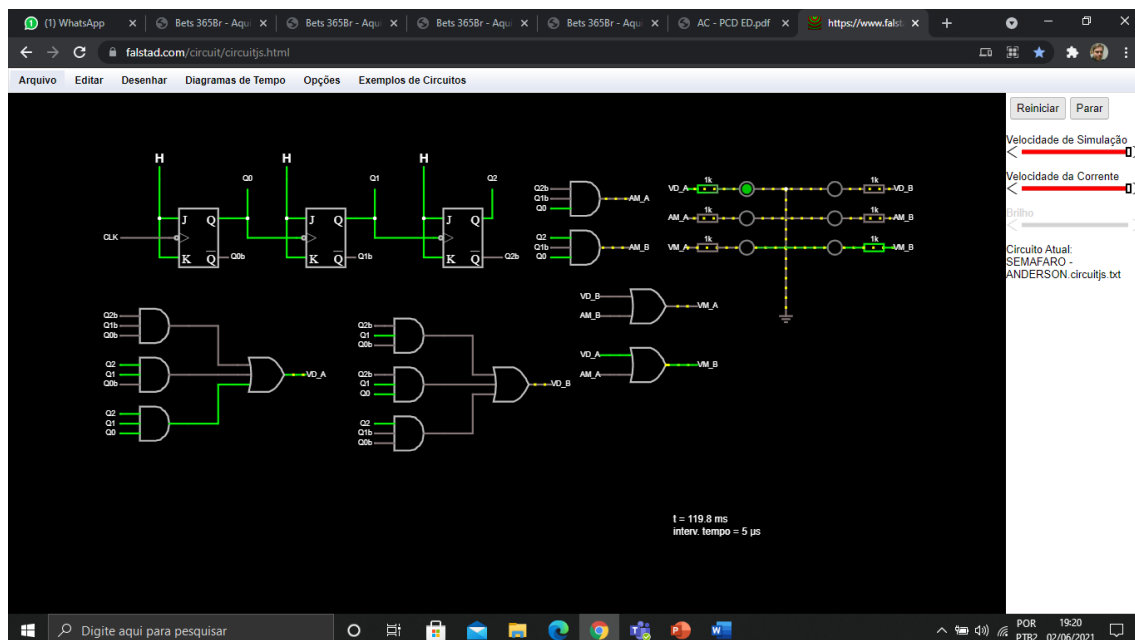 (1) WhatsApp
Bets 365Br - Aqui
Bets 365Br - Aqui
Bets 365Br - Aqui
Bets 365Br - Aqui
AC - PCD ED.pdf
https://www.falst
falstad.com/circuit/circuitjs.html
Arquivo Editar Desenhar Diagramas de Tempo Opções Exemplos de Circuitos
Reiniciar Parar
Velocidade de Simulação
Velocidade da Corrente
Brilho
Circuito Atual:
SEMAFARO -
ANDERSON.circuitjs.txt
H H H
Q0 Q1 Q2
J Q J Q J Q
CLK
K Q Q0b K Q Q1b K Q Q2b
Q2b
Q1b AM_A
Q0
Q2
Q1b AM_B
Q0
VD_A 1k 1k VD_B
AM_A 1k 1k AM_B
VM_A 1k 1k VM_B
VD_B
AM_B
VM_A
VD_A
AM_A
VM_B
Q2b
Q1b
Q0b
Q2
Q1
Q0b
VD_A
Q2
Q1
Q0
Q2b
Q1
Q0b
Q2b
Q1
Q0
VD_B
Q2
Q1b
Q0b
t = 119.8 ms
interv. tempo = 5 µs
Digite aqui para pesquisar
POR
PTB2
19:20
02/06/2021